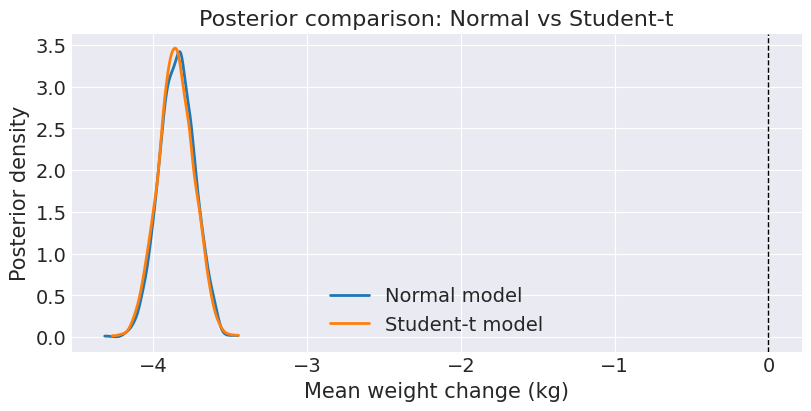 Posterior comparison: Normal vs Student-t
3.5
3.0
2.5
2.0
1.5
1.0
0.5
0.0
Posterior density
Normal model
Student-t model
−4
−3
−2
−1
0
Mean weight change (kg)